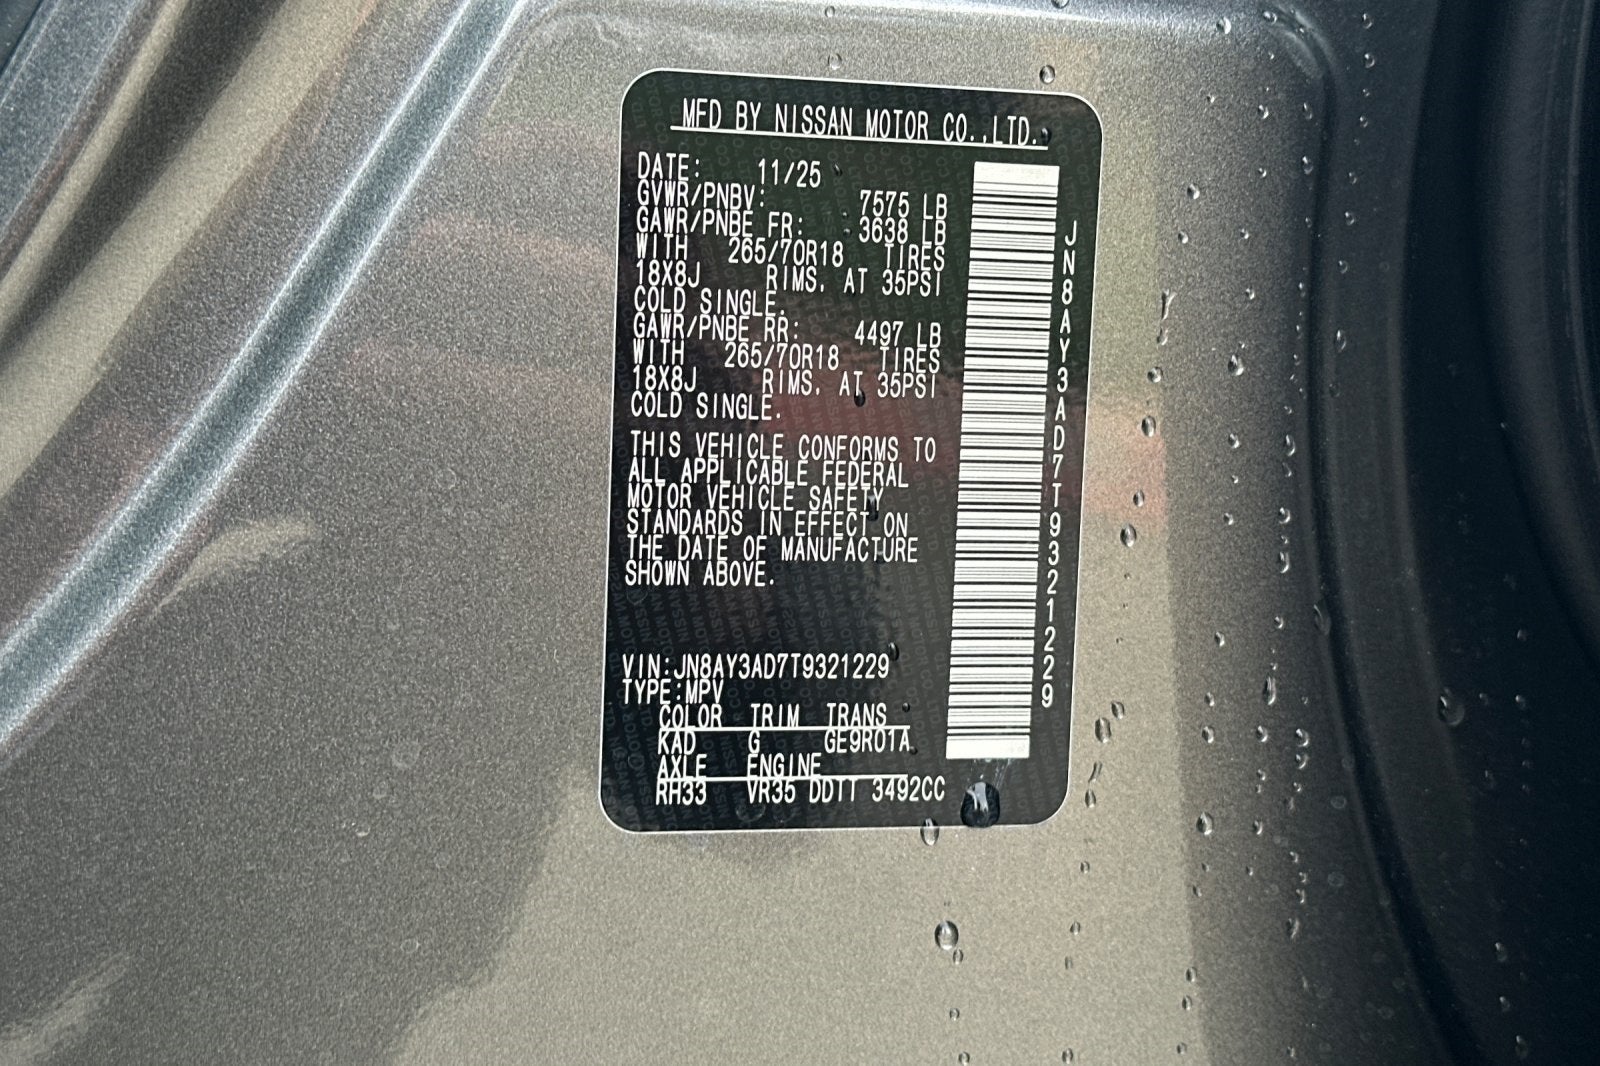 MFD BY NISSAN MOTOR CO.,LTD.
DATE: 11/25
GVWR/PNBV: 7575 LB
GAWR/PNBE FR: 3638 LB
WITH 265/70R18 TIRES
18X8J RIMS. AT 35PSI
COLD SINGLE.
GAWR/PNBE RR: 4497 LB
WITH 265/70R18 TIRES
18X8J RIMS. AT 35PSI
COLD SINGLE.
THIS VEHICLE CONFORMS TO
ALL APPLICABLE FEDERAL
MOTOR VEHICLE SAFETY
STANDARDS IN EFFECT ON
THE DATE OF MANUFACTURE
SHOWN ABOVE.
VIN:JN8AY3AD7T9321229
TYPE:MPV
COLOR TRIM TRANS
KAD G GE9R01A
AXLE ENGINE
RH33 VR35 DDTT 3492CC
JN8AY3AD7T9321229